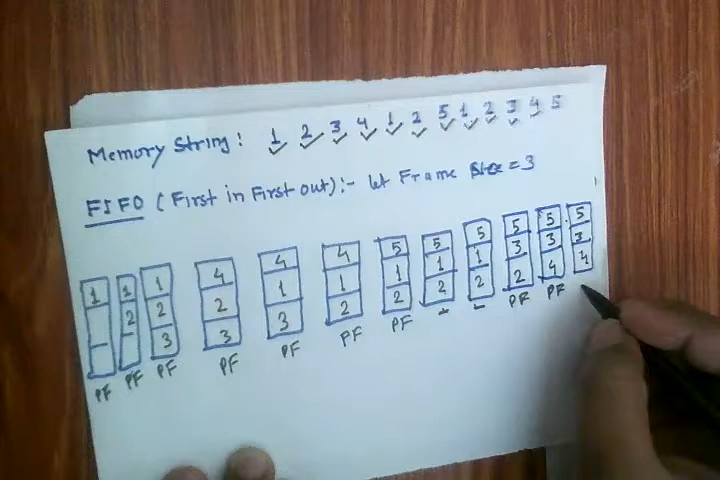 Memory String: 1 2 3 4 1 2 5 1 2 3 4 5
FIFO (First in First out):- let Frame Size = 3
1 1 1 4 4 4 5 5 5 5 5 5
2 2 2 1 1 1 1 1 3 3 3
3 3 3 2 2 2 2 2 4 4
PF PF PF PF PF PF PF - - PF PF